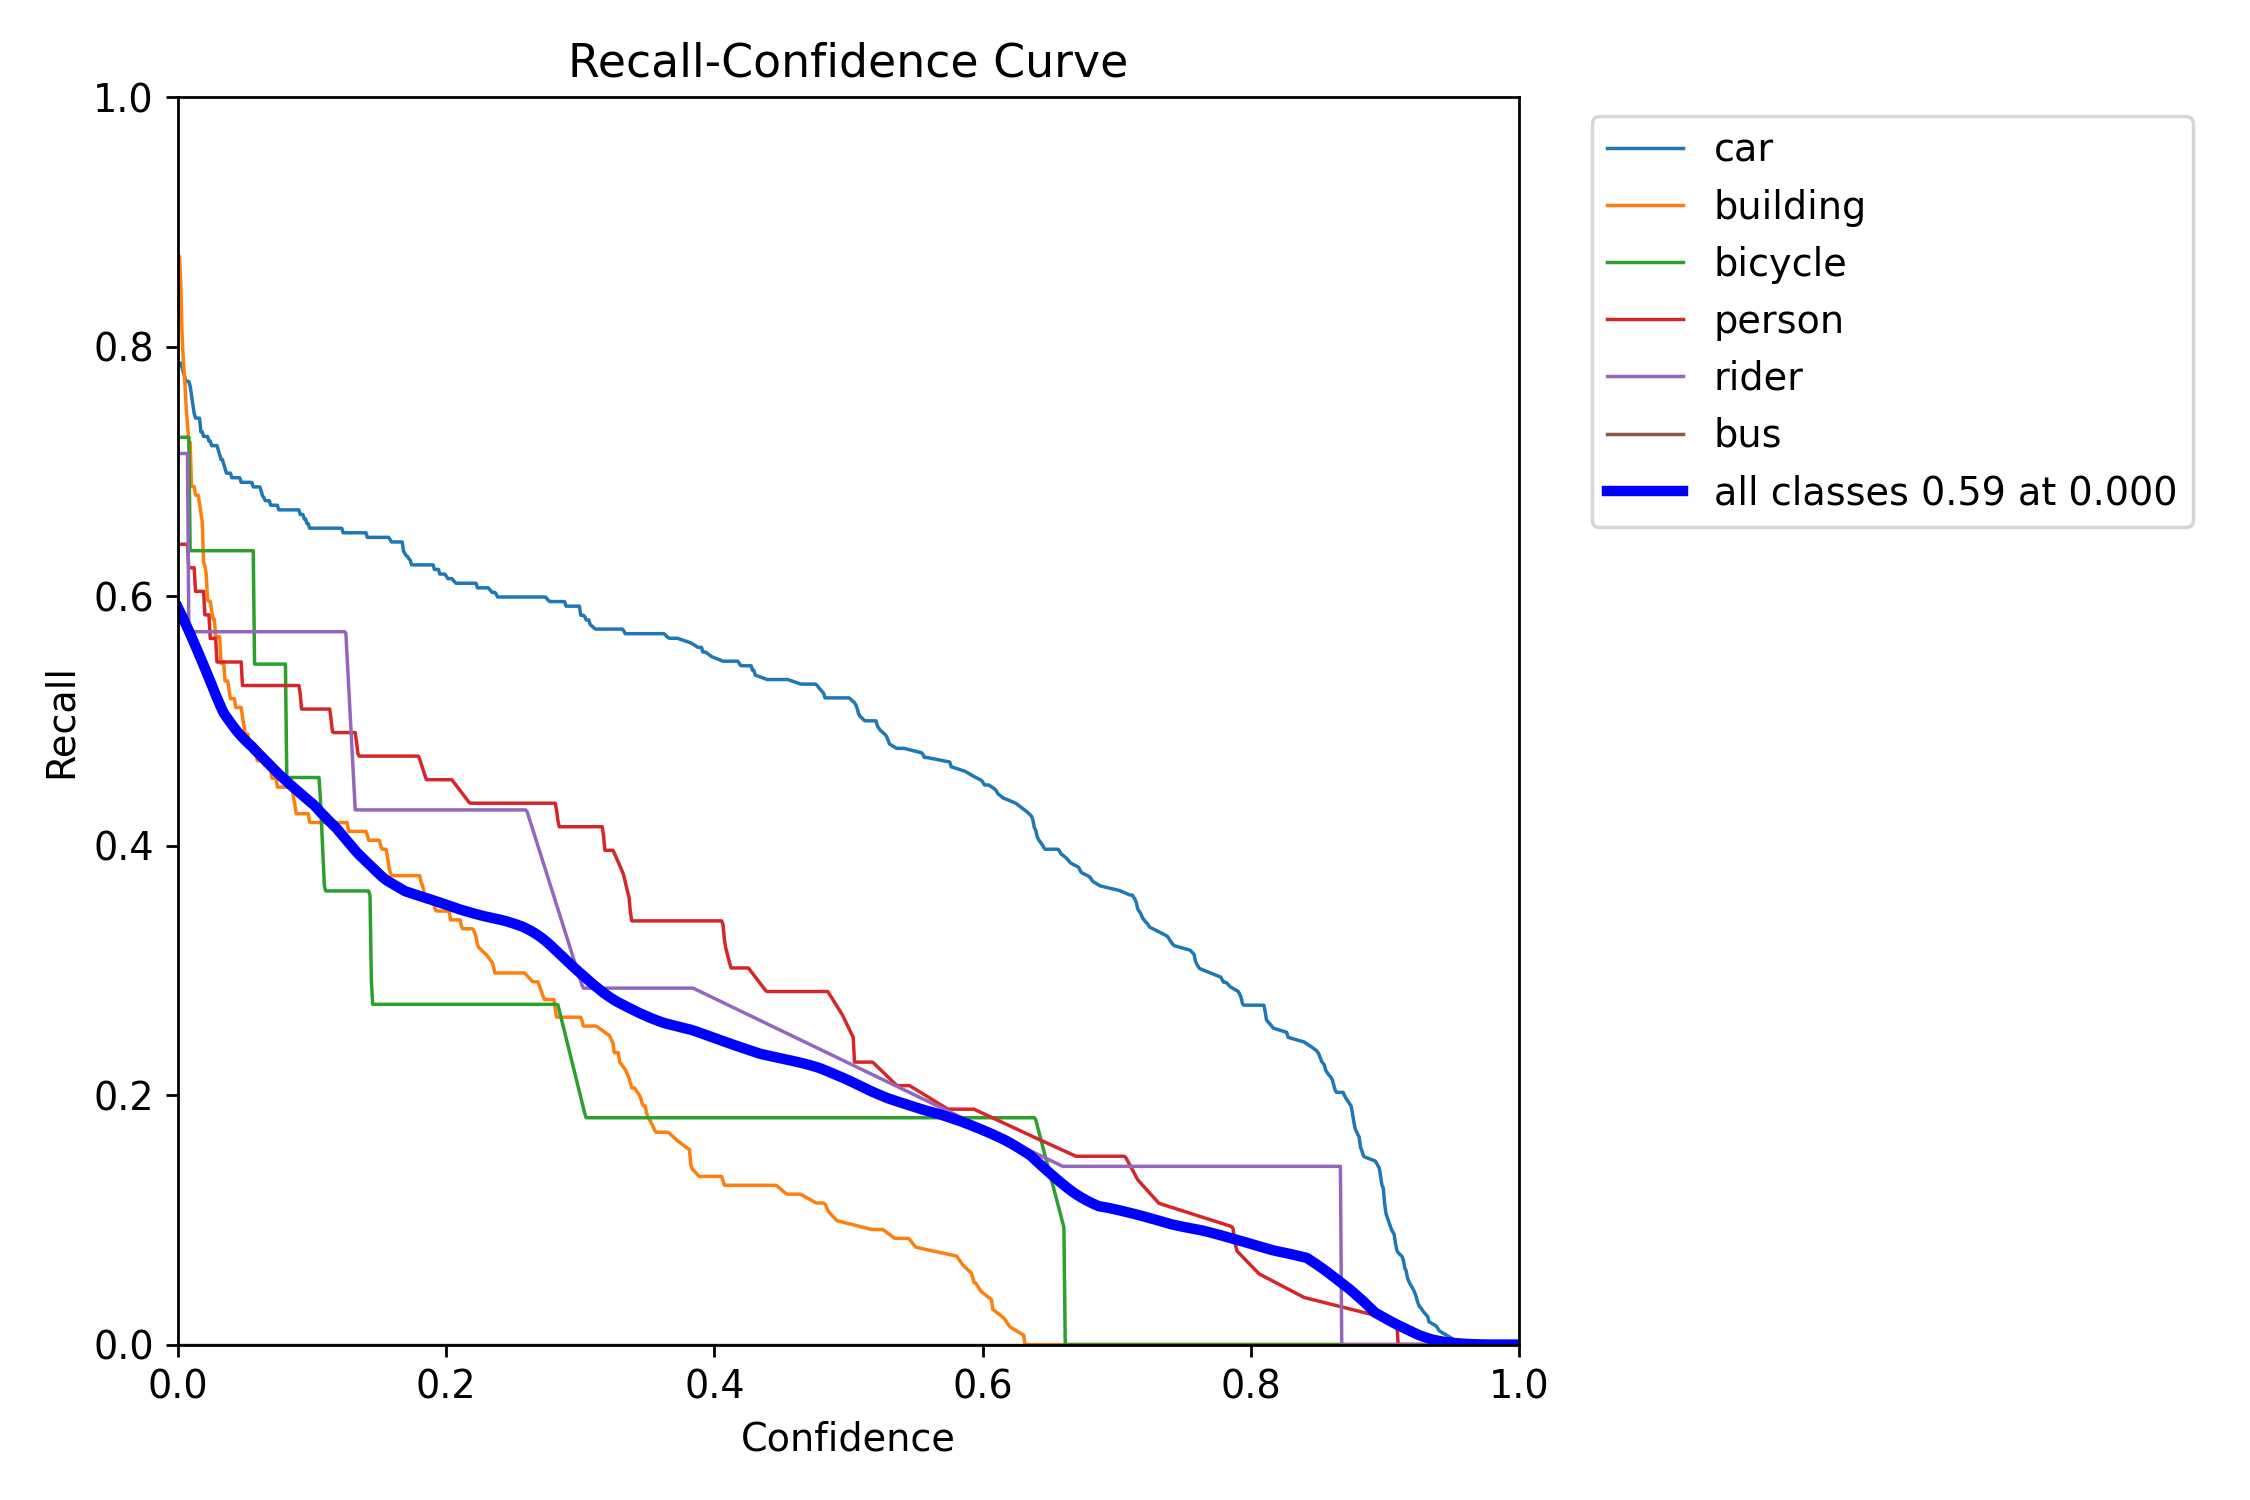 Recall-Confidence Curve
1.0
0.8
0.6
0.4
0.2
0.0
Recall
0.0 0.2 0.4 0.6 0.8 1.0
Confidence
car
building
bicycle
person
rider
bus
all classes 0.59 at 0.000